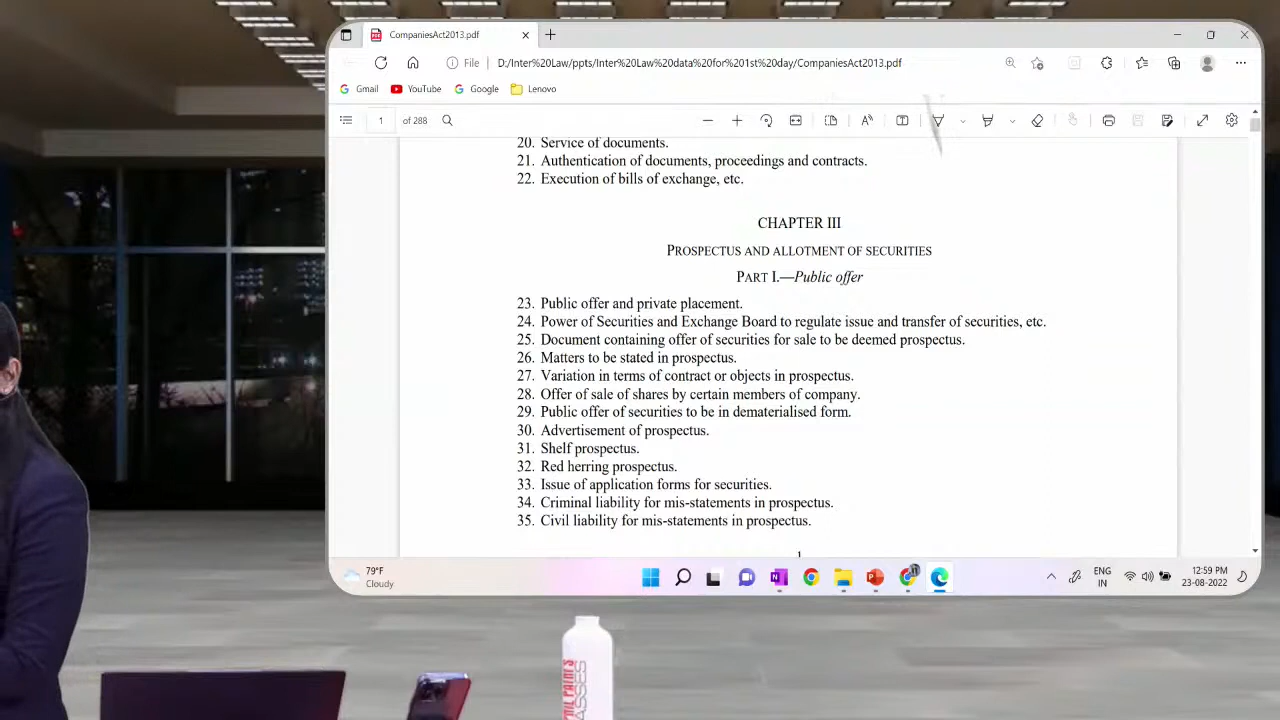 CompaniesAct2013.pdf
File D:/Inter%20Law/ppts/Inter%20Law%20data%20for%201st%20day/CompaniesAct2013.pdf
Gmail YouTube Google Lenovo
1 of 288
20. Service of documents.
21. Authentication of documents, proceedings and contracts.
22. Execution of bills of exchange, etc.
CHAPTER III
PROSPECTUS AND ALLOTMENT OF SECURITIES
PART I.—Public offer
23. Public offer and private placement.
24. Power of Securities and Exchange Board to regulate issue and transfer of securities, etc.
25. Document containing offer of securities for sale to be deemed prospectus.
26. Matters to be stated in prospectus.
27. Variation in terms of contract or objects in prospectus.
28. Offer of sale of shares by certain members of company.
29. Public offer of securities to be in dematerialised form.
30. Advertisement of prospectus.
31. Shelf prospectus.
32. Red herring prospectus.
33. Issue of application forms for securities.
34. Criminal liability for mis-statements in prospectus.
35. Civil liability for mis-statements in prospectus.
79°F
Cloudy
ENG
IN
12:59 PM
23-08-2022